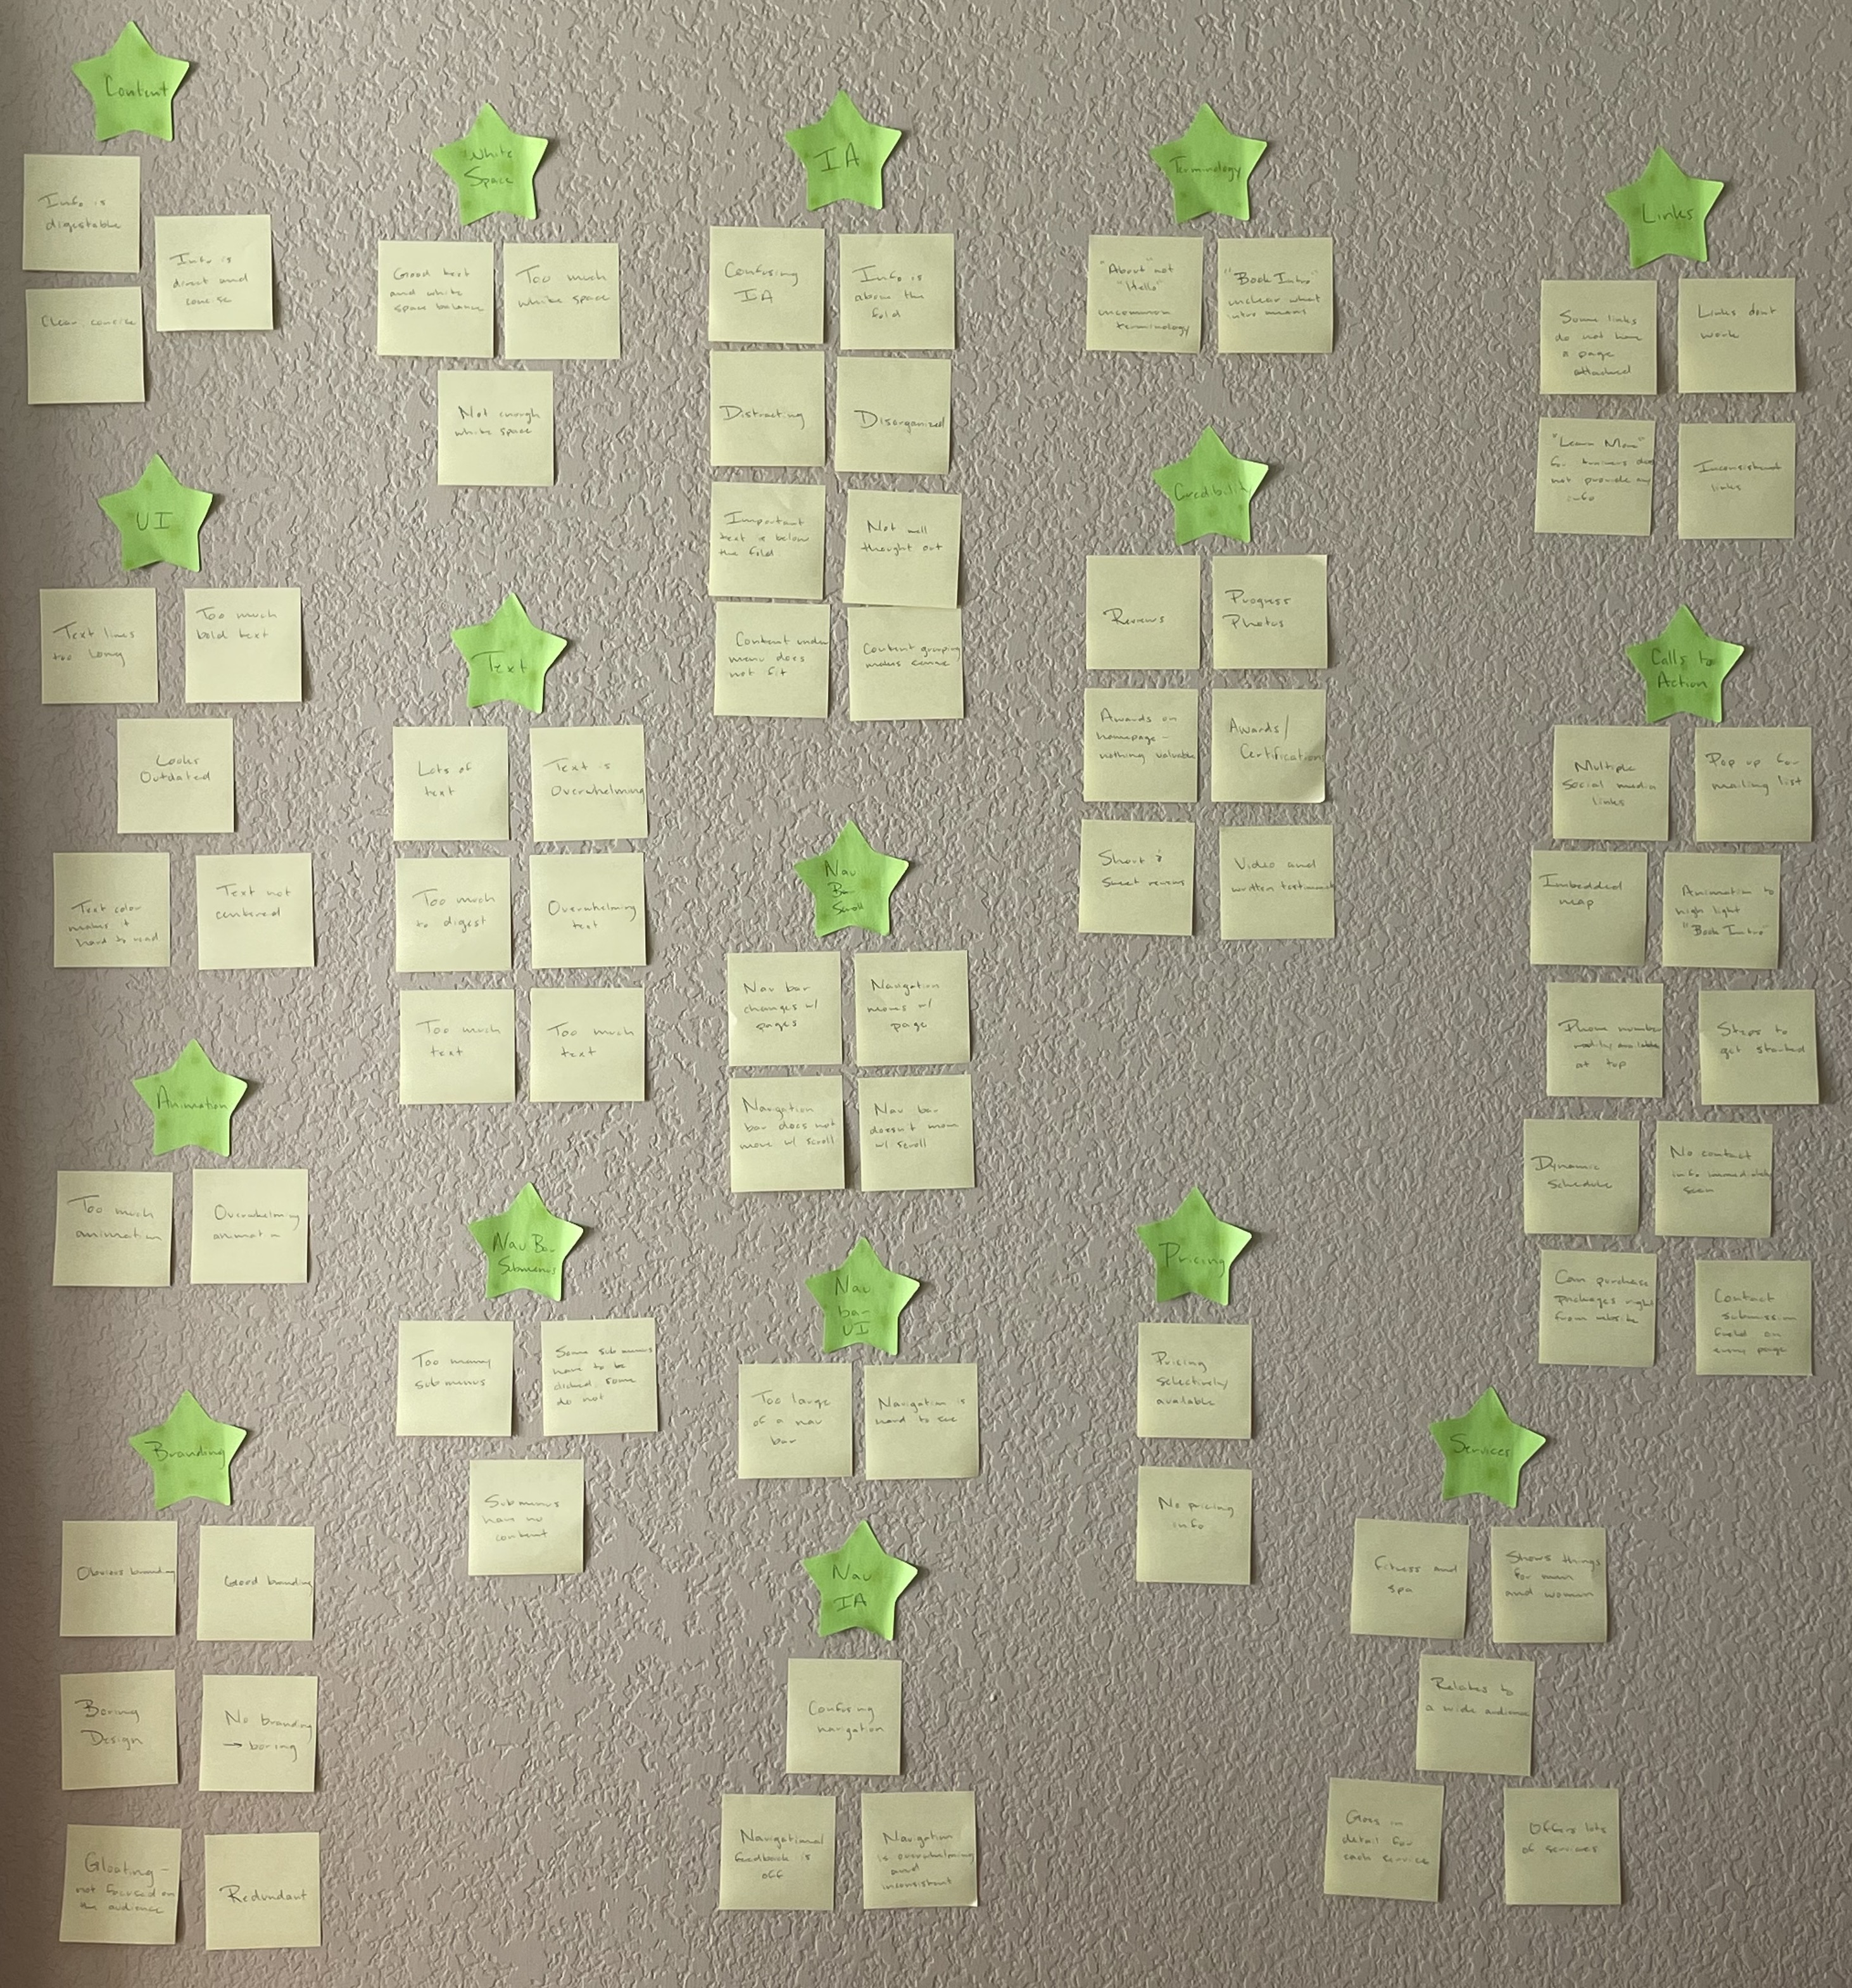 Content
Info is
digestable
Info is
direct and
concise
Clear, concise
UI
Text lines
too long
Too much
bold text
Looks
Outdated
Text color
makes it
hard to read
Text not
centered
Animation
Too much
animation
Overwhelming
animation
Branding
Obvious branding
Good branding
Boring
Design
No branding
→ boring
Gloating -
not focused on
the audience
Redundant
White
Space
Good text
and white
space balance
Too much
white space
Not enough
white space
Text
Lots of
text
Text is
Overwhelming
Too much
to digest
Overwhelming
text
Too much
text
Too much
text
Nav Bar
Submenus
Too many
submenus
Some submenus
have to be
clicked, some
do not
Submenus
have no
content
IA
Confusing
IA
Info is
above the
fold
Distracting
Disorganized
Important
text is below
the fold
Not well
thought out
Content under
menu does
not fit
Content grouping
makes sense
Nav
Bar
Scroll
Nav bar
changes w/
pages
Navigation
moves w/
page
Navigation
bar does not
move w/ scroll
Nav bar
doesn't move
w/ scroll
Nav
bar
UI
Too large
of a nav
bar
Navigation is
hard to see
Nav
IA
Confusing
navigation
Navigational
feedback is
off
Navigation
is overwhelming
and
inconsistent
Terminology
"About" not
"Hello"
uncommon
terminology
"Book Intro"
unclear what
intro means
Credibility
Reviews
Progress
Photos
Awards on
homepage -
nothing valuable
Awards/
Certifications
Short &
Sweet reviews
Video and
written testimonials
Pricing
Pricing
selectively
available
No pricing
info
Links
Some links
do not have
a page
attached
Links don't
work
"Learn More"
for trainers does
not provide any
info
Inconsistent
links
Calls to
Action
Multiple
Social media
links
Pop up for
mailing list
Imbedded
map
Animation to
high light
"Book Intro"
Phone number
readily available
at top
Steps to
get started
Dynamic
Schedule
No contact
info immediately
seen
Can purchase
packages right
from website
Contact
submission
field on
every page
Services
Fitness and
spa
Shows things
for men
and women
Relates to
a wide audience
Goes in
detail for
each service
Offers lots
of services